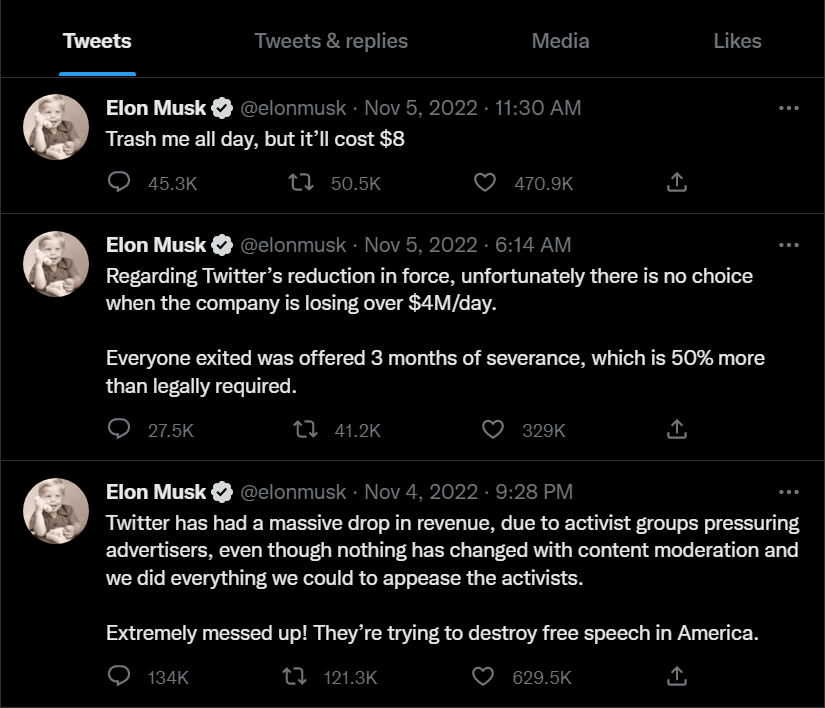 Tweets Tweets & replies Media Likes
Elon Musk @elonmusk · Nov 5, 2022 · 11:30 AM
Trash me all day, but it’ll cost $8
45.3K 50.5K 470.9K
Elon Musk @elonmusk · Nov 5, 2022 · 6:14 AM
Regarding Twitter’s reduction in force, unfortunately there is no choice
when the company is losing over $4M/day.
Everyone exited was offered 3 months of severance, which is 50% more
than legally required.
27.5K 41.2K 329K
Elon Musk @elonmusk · Nov 4, 2022 · 9:28 PM
Twitter has had a massive drop in revenue, due to activist groups pressuring
advertisers, even though nothing has changed with content moderation and
we did everything we could to appease the activists.
Extremely messed up! They’re trying to destroy free speech in America.
134K 121.3K 629.5K